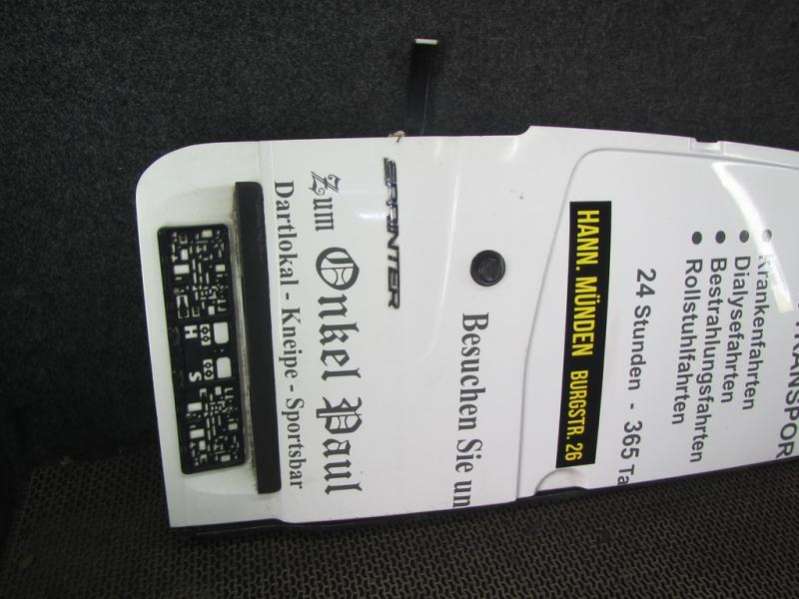 TRANSPOR
Krankenfahrten
Dialysefahrten
Bestrahlungsfahrten
Rollstuhlfahrten
24 Stunden - 365 Ta
HANN. MÜNDEN BURGSTR. 26
Besuchen Sie un
SPRINTER
Zum Onkel Paul
Dartlokal - Kneipe - Sportsbar